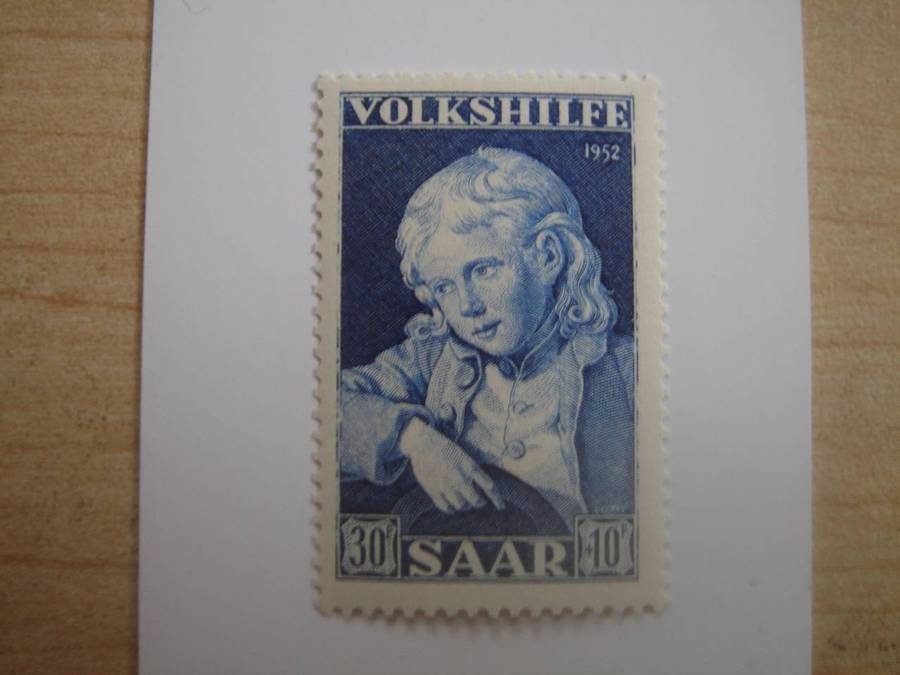 VOLKSHILFE
1952
30F SAAR +10F